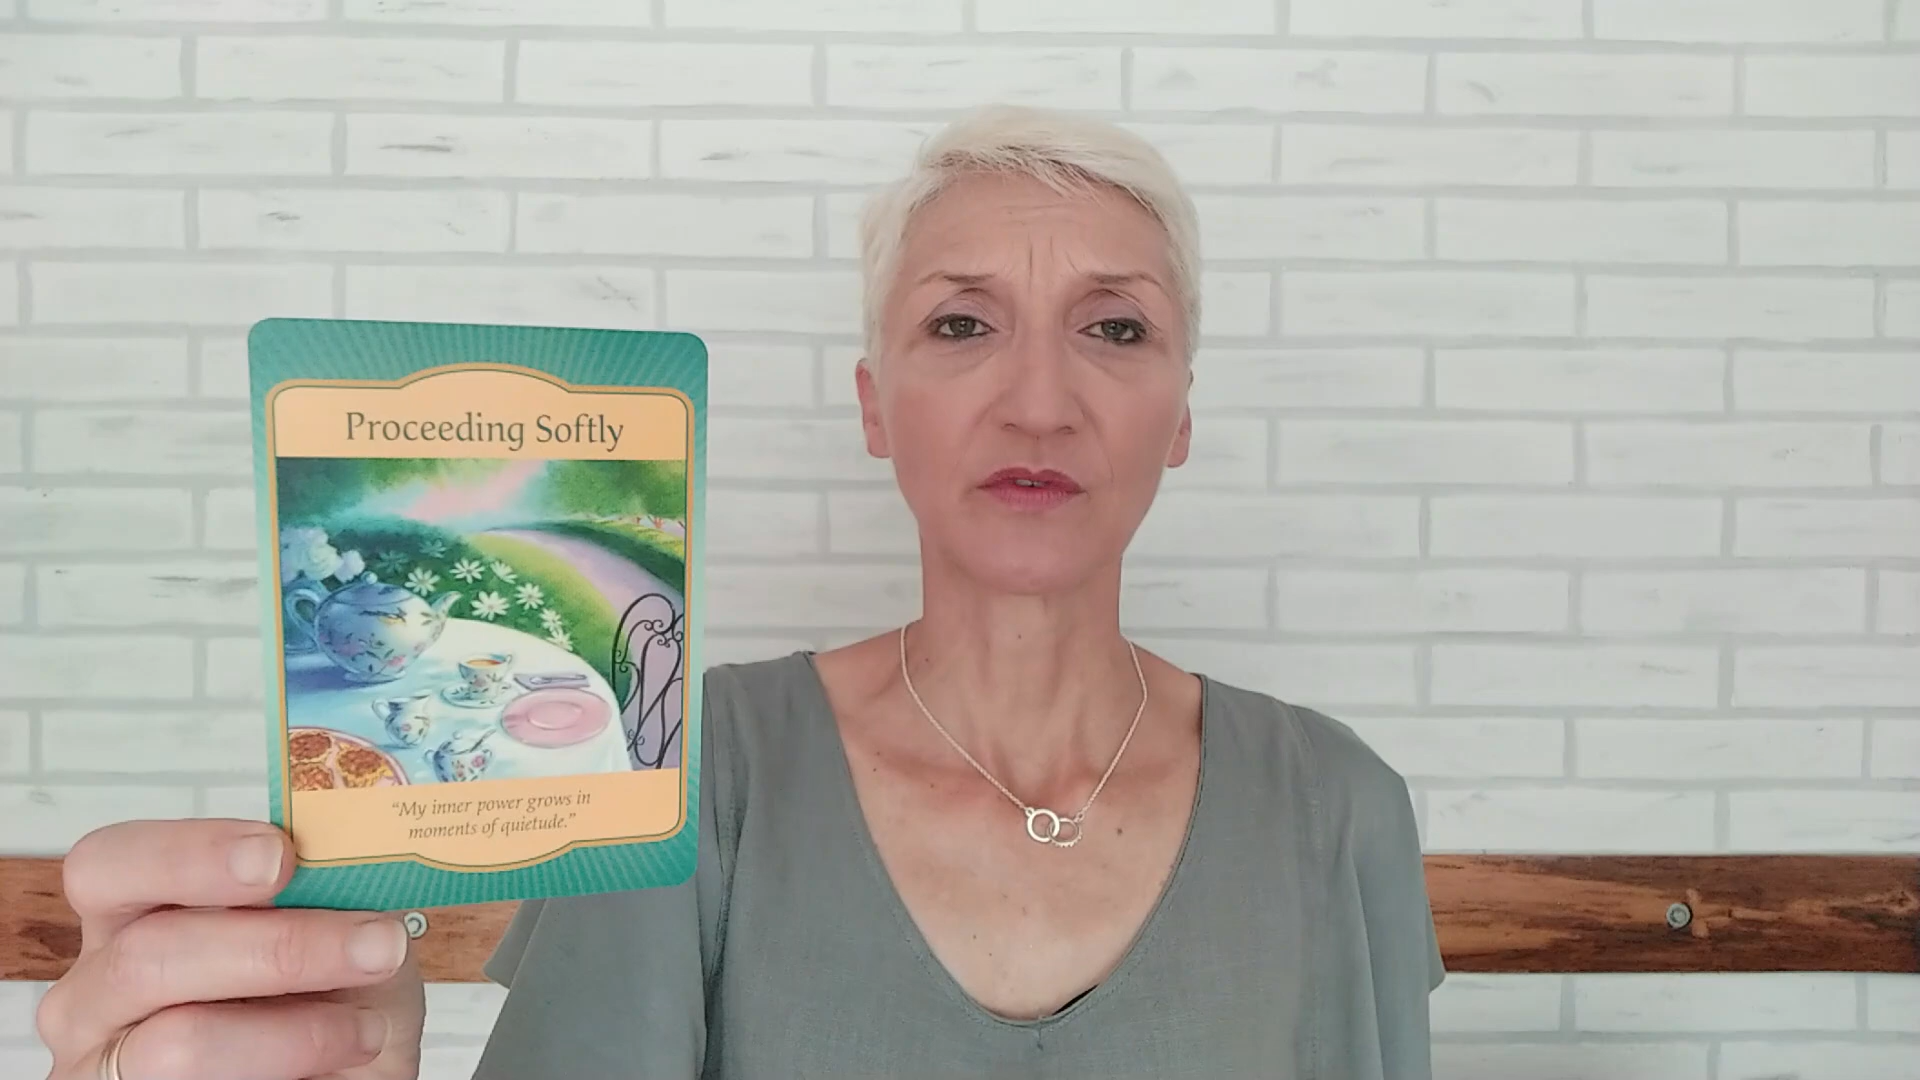 Proceeding Softly
“My inner power grows in
moments of quietude.”